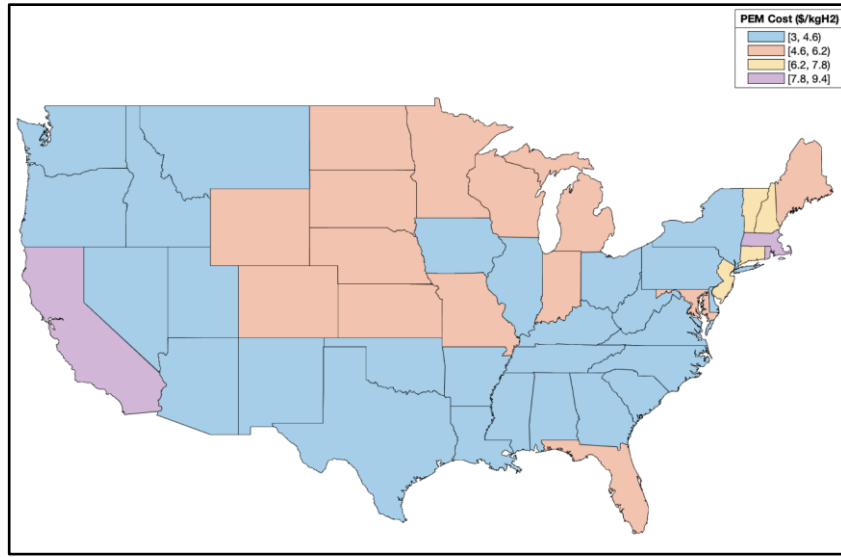 PEM Cost ($/kgH2)
[3, 4.6)
[4.6, 6.2)
[6.2, 7.8)
[7.8, 9.4]